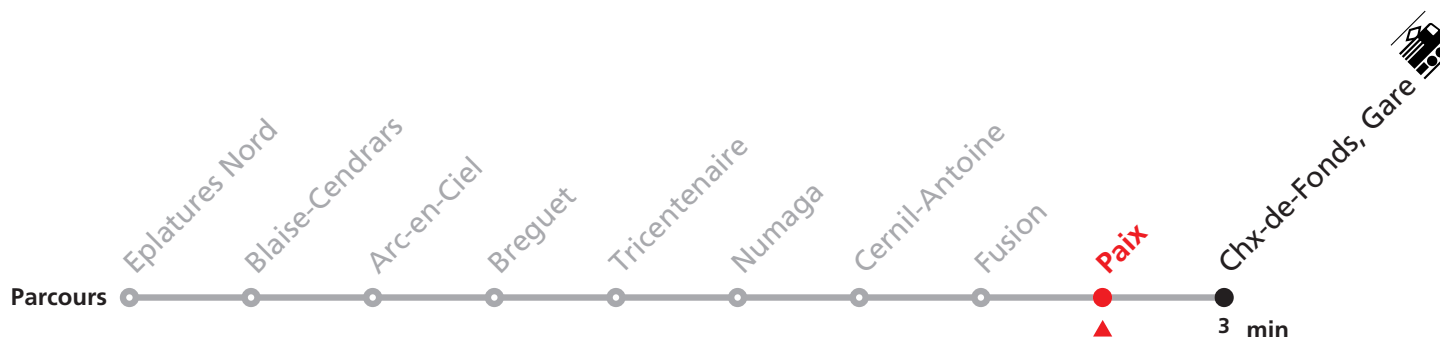 Eplatures Nord
Blaise-Cendrars
Arc-en-Ciel
Breguet
Tricentenaire
Numaga
Cernil-Antoine
Fusion
Paix
Chx-de-Fonds, Gare
Parcours
3 min